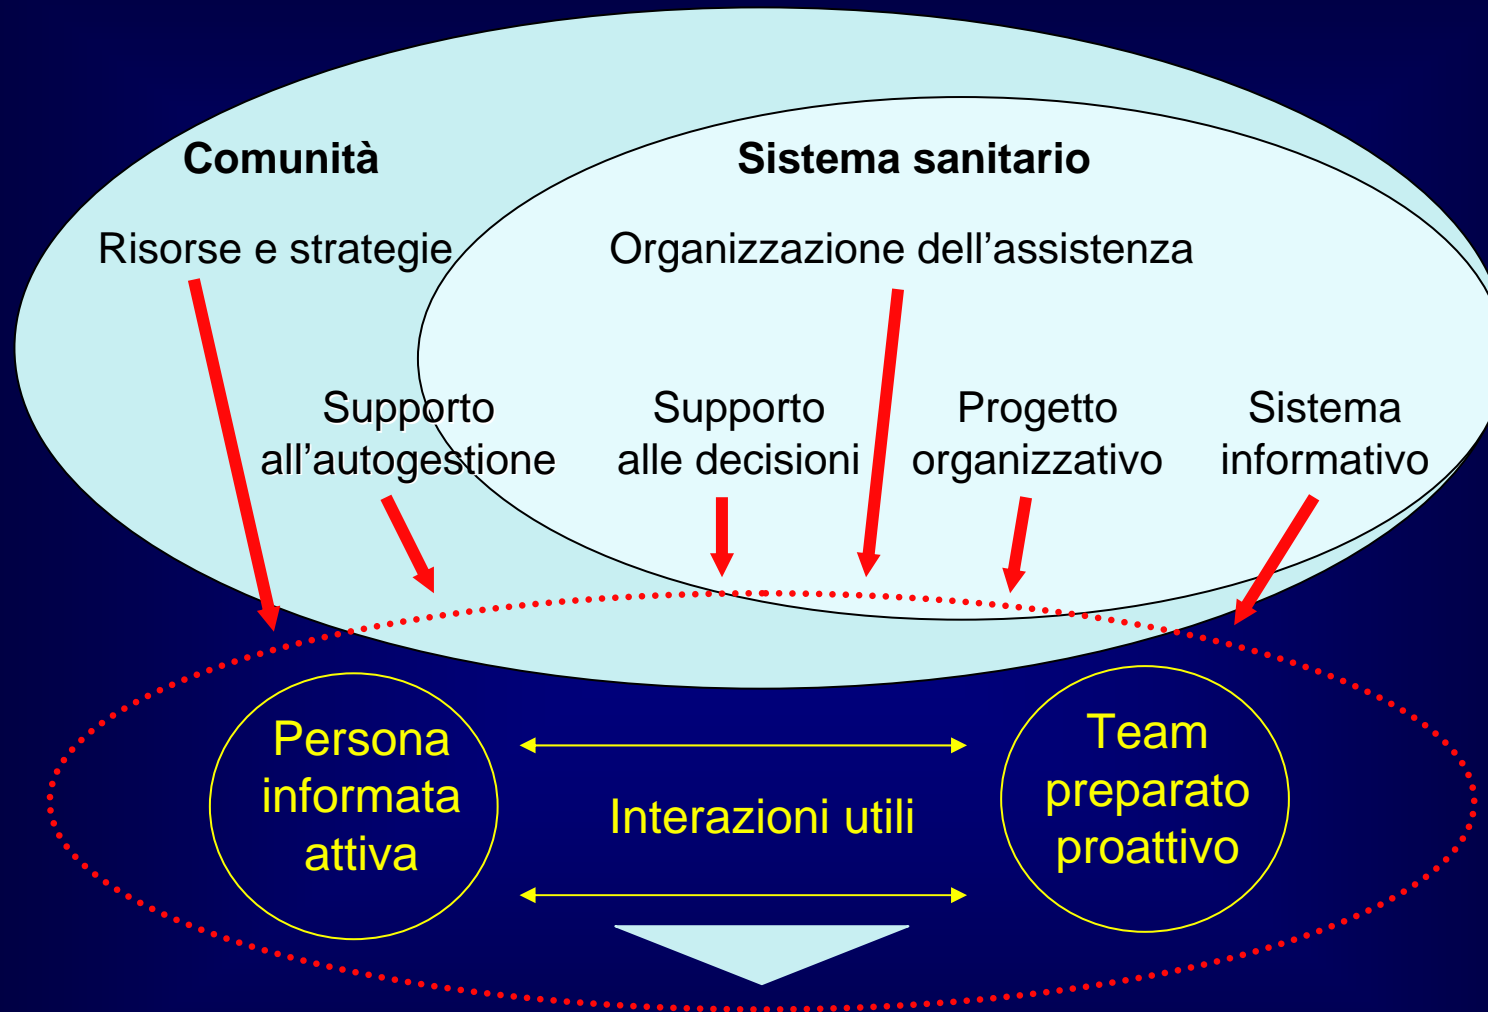 Comunità
Sistema sanitario
Risorse e strategie
Organizzazione dell’assistenza
Supporto
all’autogestione
Supporto
alle decisioni
Progetto
organizzativo
Sistema
informativo
Persona
informata
attiva
Interazioni utili
Team
preparato
proattivo